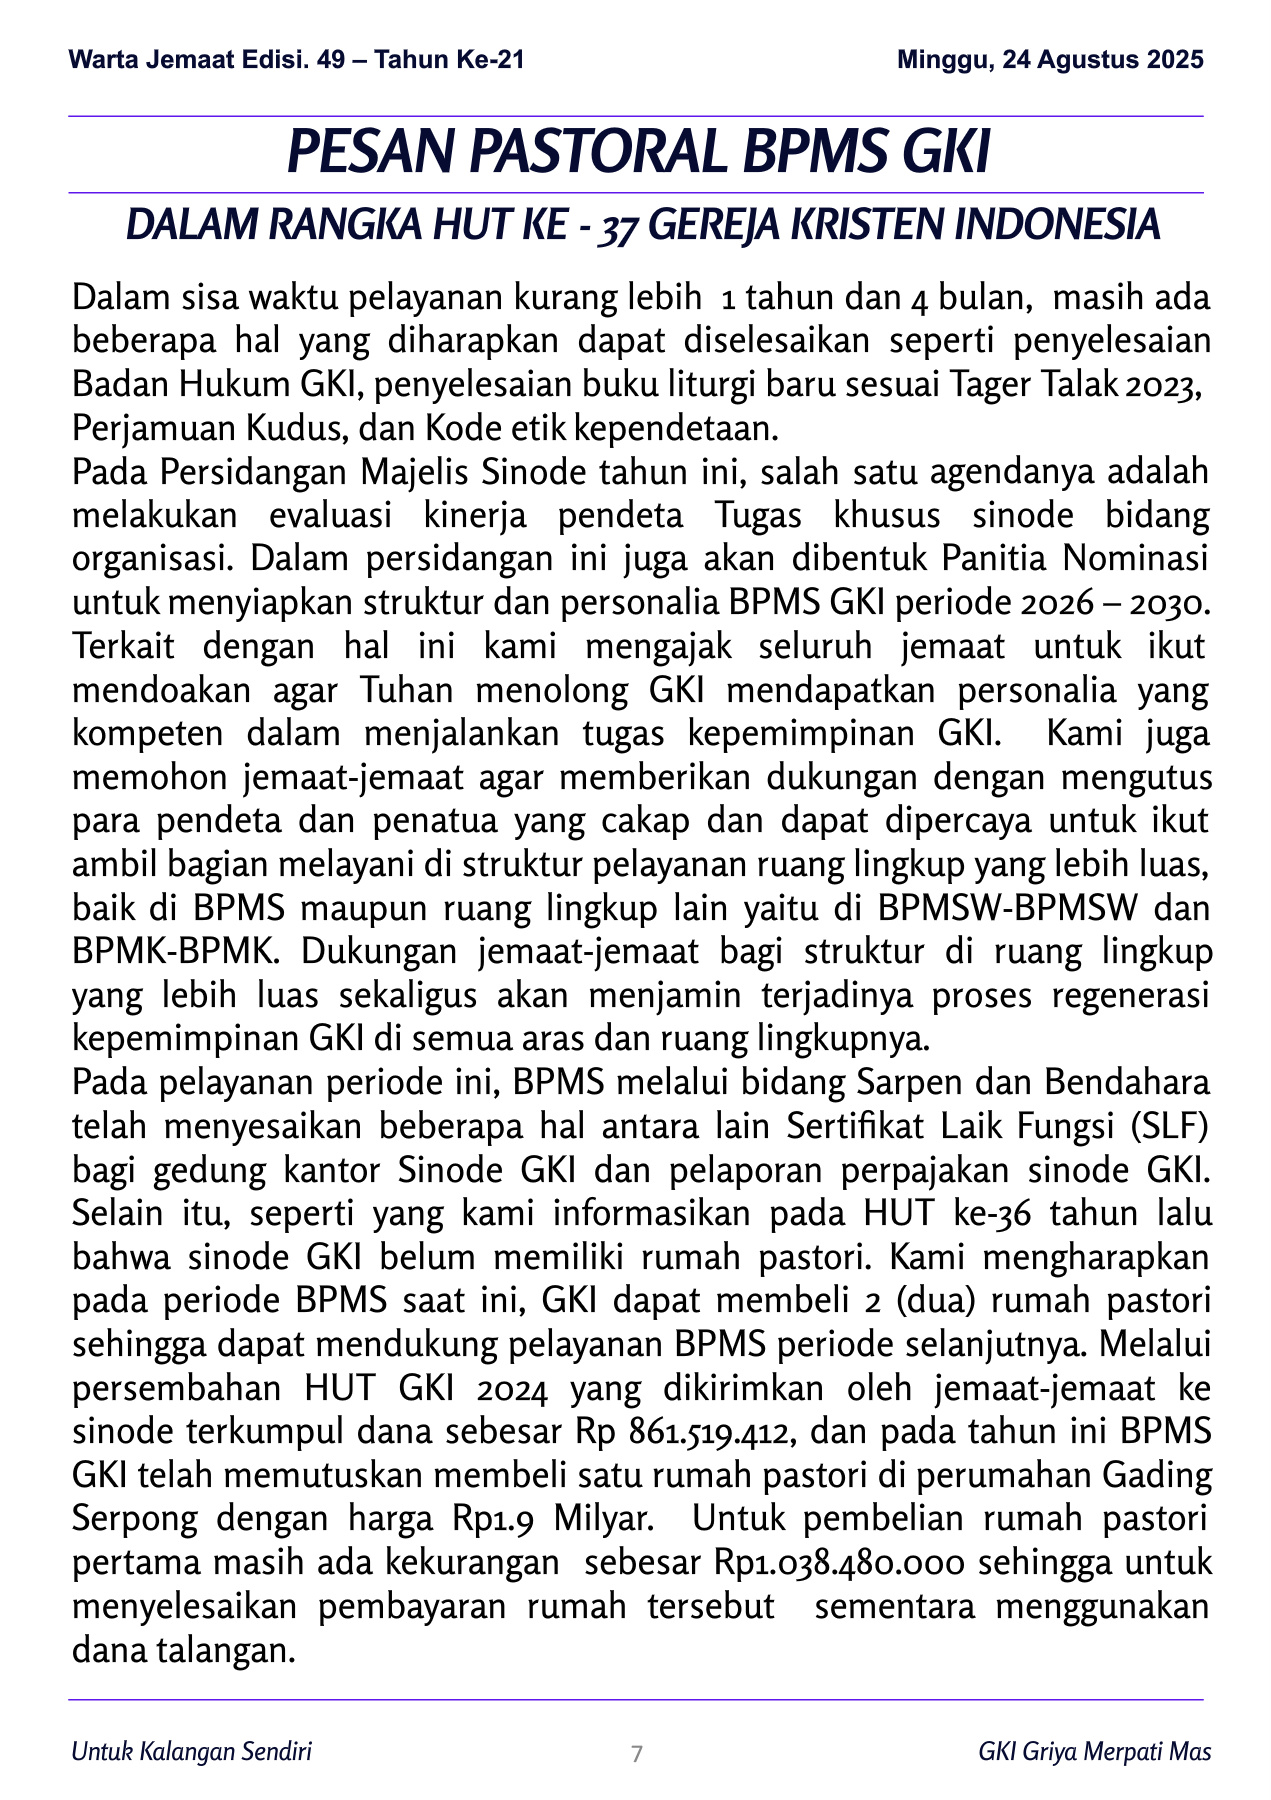 Warta Jemaat Edisi. 49 – Tahun Ke-21 Minggu, 24 Agustus 2025
PESAN PASTORAL BPMS GKI
DALAM RANGKA HUT KE - 37 GEREJA KRISTEN INDONESIA
Dalam sisa waktu pelayanan kurang lebih 1 tahun dan 4 bulan, masih ada
beberapa hal yang diharapkan dapat diselesaikan seperti penyelesaian
Badan Hukum GKI, penyelesaian buku liturgi baru sesuai Tager Talak 2023,
Perjamuan Kudus, dan Kode etik kependetaan.
Pada Persidangan Majelis Sinode tahun ini, salah satu agendanya adalah
melakukan evaluasi kinerja pendeta Tugas khusus sinode bidang
organisasi. Dalam persidangan ini juga akan dibentuk Panitia Nominasi
untuk menyiapkan struktur dan personalia BPMS GKI periode 2026 – 2030.
Terkait dengan hal ini kami mengajak seluruh jemaat untuk ikut
mendoakan agar Tuhan menolong GKI mendapatkan personalia yang
kompeten dalam menjalankan tugas kepemimpinan GKI. Kami juga
memohon jemaat-jemaat agar memberikan dukungan dengan mengutus
para pendeta dan penatua yang cakap dan dapat dipercaya untuk ikut
ambil bagian melayani di struktur pelayanan ruang lingkup yang lebih luas,
baik di BPMS maupun ruang lingkup lain yaitu di BPMSW-BPMSW dan
BPMK-BPMK. Dukungan jemaat-jemaat bagi struktur di ruang lingkup
yang lebih luas sekaligus akan menjamin terjadinya proses regenerasi
kepemimpinan GKI di semua aras dan ruang lingkupnya.
Pada pelayanan periode ini, BPMS melalui bidang Sarpen dan Bendahara
telah menyesaikan beberapa hal antara lain Sertifikat Laik Fungsi (SLF)
bagi gedung kantor Sinode GKI dan pelaporan perpajakan sinode GKI.
Selain itu, seperti yang kami informasikan pada HUT ke-36 tahun lalu
bahwa sinode GKI belum memiliki rumah pastori. Kami mengharapkan
pada periode BPMS saat ini, GKI dapat membeli 2 (dua) rumah pastori
sehingga dapat mendukung pelayanan BPMS periode selanjutnya. Melalui
persembahan HUT GKI 2024 yang dikirimkan oleh jemaat-jemaat ke
sinode terkumpul dana sebesar Rp 861.519.412, dan pada tahun ini BPMS
GKI telah memutuskan membeli satu rumah pastori di perumahan Gading
Serpong dengan harga Rp1.9 Milyar. Untuk pembelian rumah pastori
pertama masih ada kekurangan sebesar Rp1.038.480.000 sehingga untuk
menyelesaikan pembayaran rumah tersebut sementara menggunakan
dana talangan.
Untuk Kalangan Sendiri 7 GKI Griya Merpati Mas